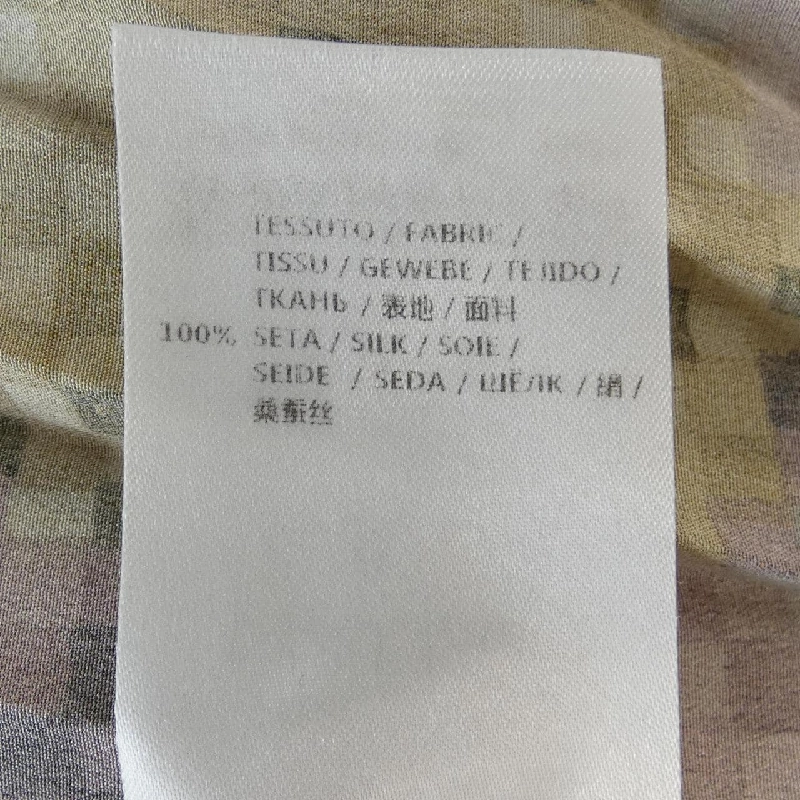 TESSUTO / FABRIC /
TISSU / GEWEBE / TEJIDO /
ТКАНЬ / 表地 / 面料
100% SETA / SILK / SOIE /
SEIDE / SEDA / ШЁЛК / 絹 /
桑蚕丝